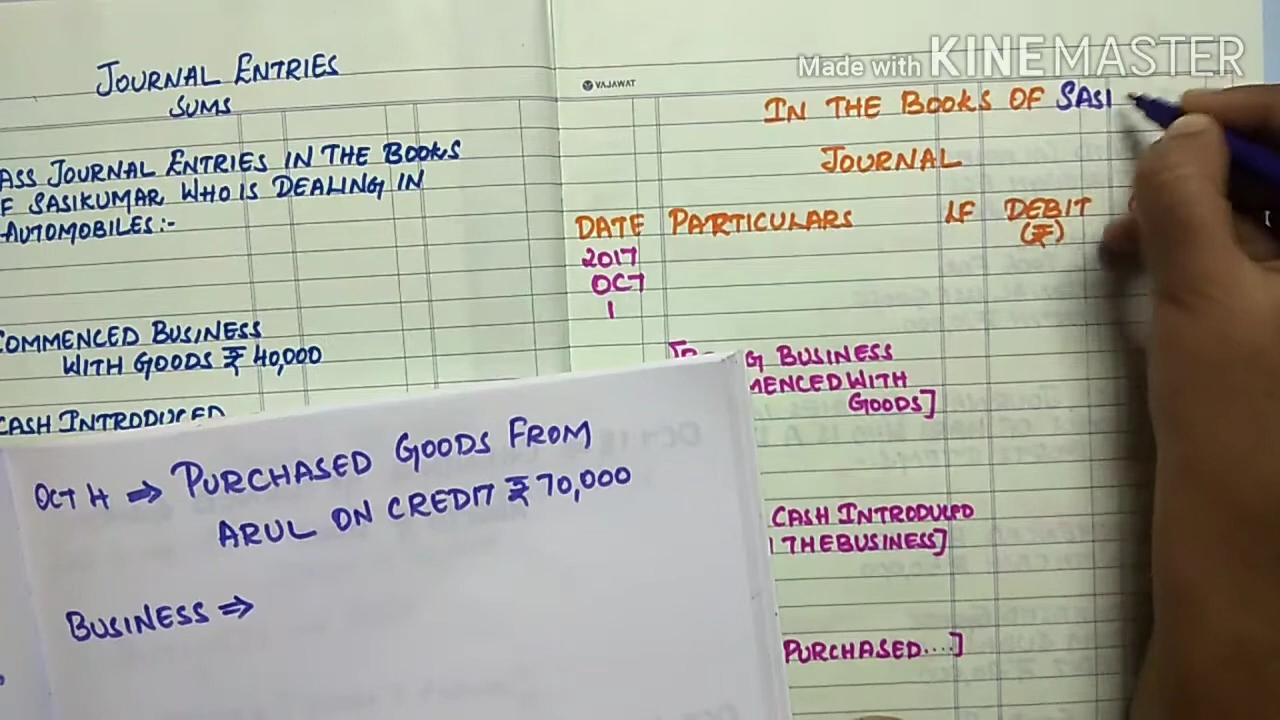 Made with KINEMASTER
JOURNAL ENTRIES
SUMS
ASS JOURNAL ENTRIES IN THE BOOKS
F SASIKUMAR, WHO IS DEALING IN
AUTOMOBILES:-
COMMENCED BUSINESS
WITH GOODS ₹ 40,000
CASH INTRODUCED
OCT 4 ⇒ PURCHASED GOODS FROM
ARUL ON CREDIT ₹ 70,000
BUSINESS ⇒
VAJAWAT
IN THE BOOKS OF SASI
JOURNAL
DATE PARTICULARS LF DEBIT
(₹)
2017
OCT
1
G BUSINESS
MENCED WITH
GOODS]
CASH INTRODUCED
THE BUSINESS]
PURCHASED....]